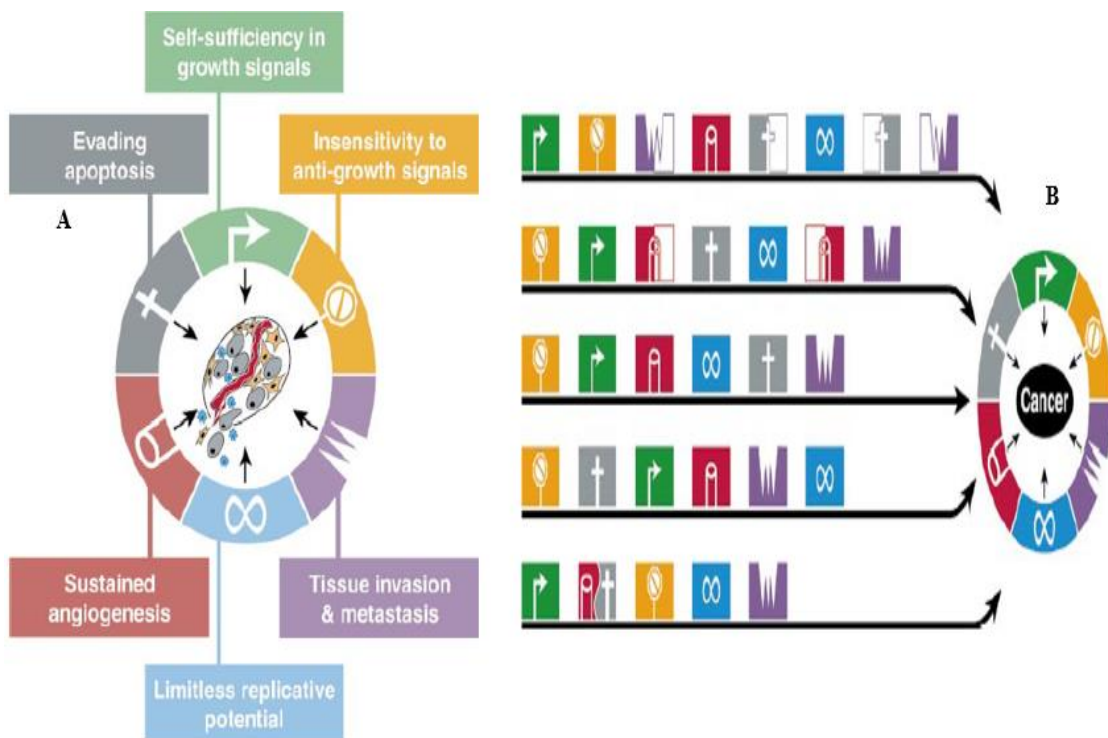 Self-sufficiency in
growth signals
Evading
apoptosis
Insensitivity to
anti-growth signals
A
B
Cancer
Sustained
angiogenesis
Tissue invasion
& metastasis
Limitless replicative
potential